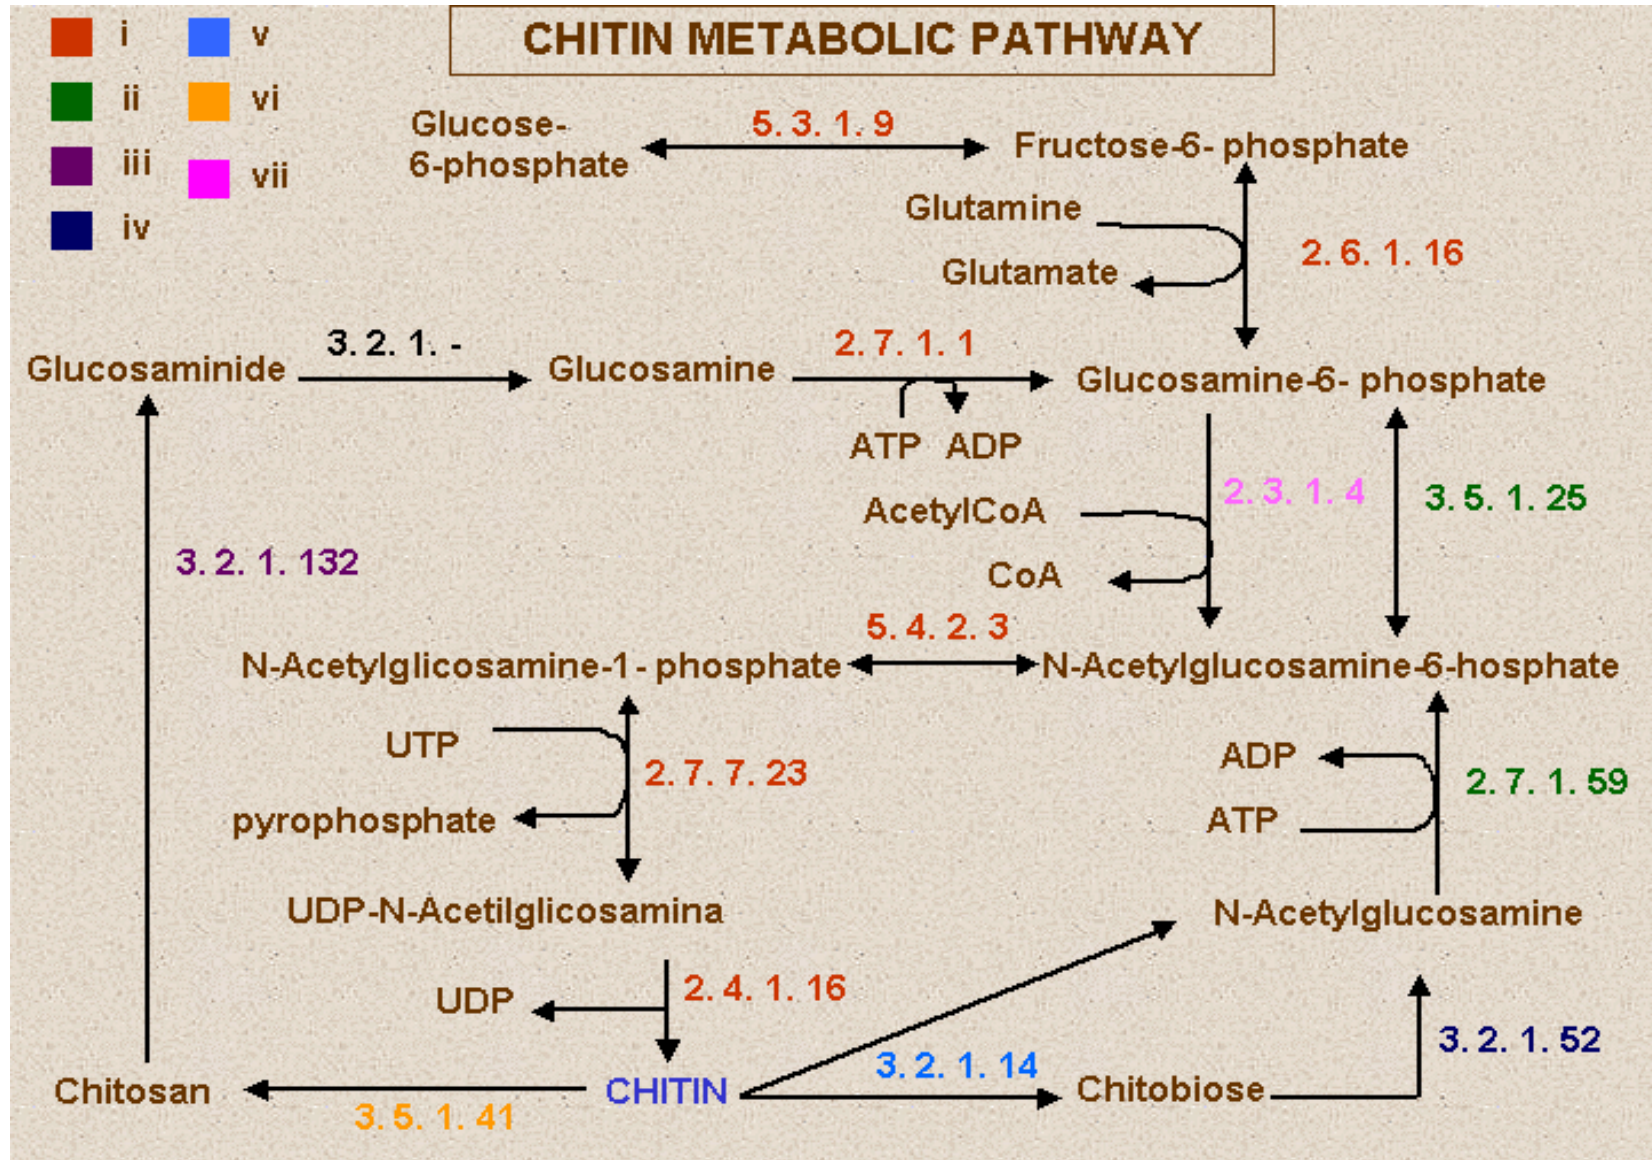 CHITIN METABOLIC PATHWAY
i
v
ii
vi
iii
vii
iv
Glucose-
6-phosphate
5. 3. 1. 9
Fructose-6- phosphate
Glutamine
Glutamate
2. 6. 1. 16
Glucosaminide
3. 2. 1. -
Glucosamine
2. 7. 1. 1
Glucosamine-6- phosphate
ATP ADP
AcetylCoA
CoA
2. 3. 1. 4
3. 5. 1. 25
3. 2. 1. 132
5. 4. 2. 3
N-Acetylglicosamine-1- phosphate
N-Acetylglucosamine-6-hosphate
UTP
2. 7. 7. 23
pyrophosphate
ADP
2. 7. 1. 59
ATP
UDP-N-Acetilglicosamina
N-Acetylglucosamine
UDP
2. 4. 1. 16
3. 2. 1. 14
3. 2. 1. 52
Chitosan
3. 5. 1. 41
CHITIN
Chitobiose